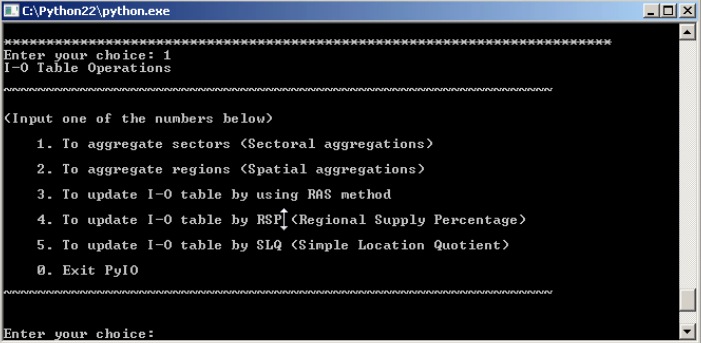 C:\Python22\python.exe
************************************************************************
Enter your choice: 1
I-O Table Operations
~~~~~~~~~~~~~~~~~~~~~~~~~~~~~~~~~~~~~~~~~~~~~~~~~~~~~~~~~~~~~~~~~
(Input one of the numbers below)
1. To aggregate sectors (Sectoral aggregations)
2. To aggregate regions (Spatial aggregations)
3. To update I-O table by using RAS method
4. To update I-O table by RSP (Regional Supply Percentage)
5. To update I-O table by SLQ (Simple Location Quotient)
0. Exit PyIO
~~~~~~~~~~~~~~~~~~~~~~~~~~~~~~~~~~~~~~~~~~~~~~~~~~~~~~~~~~~~~~~~~
Enter your choice: